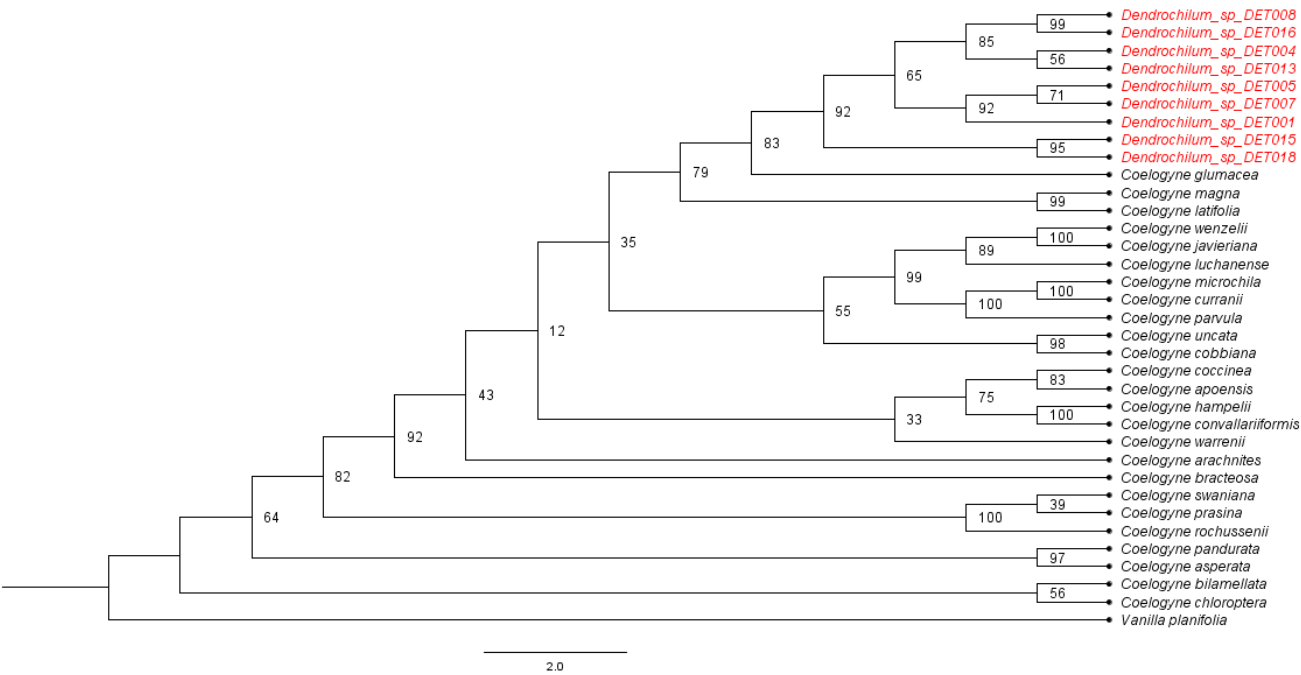 Dendrochilum_sp_DET008
99
Dendrochilum_sp_DET016
85
Dendrochilum_sp_DET004
56
Dendrochilum_sp_DET013
65
Dendrochilum_sp_DET005
71
Dendrochilum_sp_DET007
92
92
Dendrochilum_sp_DET001
83
Dendrochilum_sp_DET015
95
Dendrochilum_sp_DET018
79
Coelogyne glumacea
Coelogyne magna
99
Coelogyne latifolia
35
Coelogyne wenzelii
100
Coelogyne javieriana
89
Coelogyne luchanense
99
Coelogyne microchila
100
Coelogyne curranii
100
55
Coelogyne parvula
12
Coelogyne uncata
98
Coelogyne cobbiana
Coelogyne coccinea
83
Coelogyne apoensis
43
75
Coelogyne hampelii
100
Coelogyne convallariiformis
33
92
Coelogyne warrenii
Coelogyne arachnites
82
Coelogyne bracteosa
Coelogyne swaniana
39
Coelogyne prasina
64
100
Coelogyne rochussenii
Coelogyne pandurata
97
Coelogyne asperata
Coelogyne bilamellata
56
Coelogyne chloroptera
Vanilla planifolia
2.0